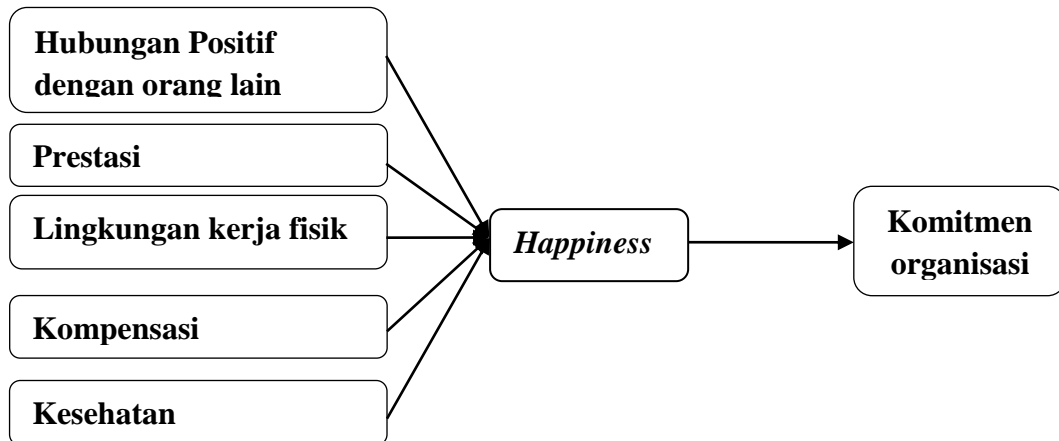 Hubungan Positif
dengan orang lain
Prestasi
Lingkungan kerja fisik
Kompensasi
Kesehatan
Happiness
Komitmen
organisasi